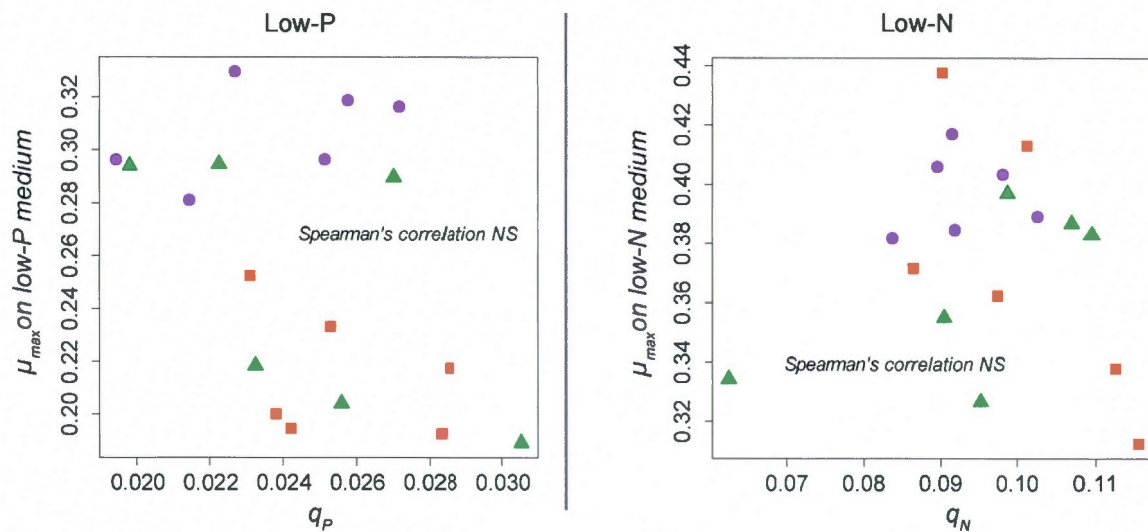 Low-P
μmax on low-P medium
0.32
0.30
0.28
0.26
0.24
0.22
0.20
Spearman's correlation NS
0.020 0.022 0.024 0.026 0.028 0.030
qP
Low-N
μmax on low-N medium
0.44
0.42
0.40
0.38
0.36
0.34
0.32
Spearman's correlation NS
0.07 0.08 0.09 0.10 0.11
qN